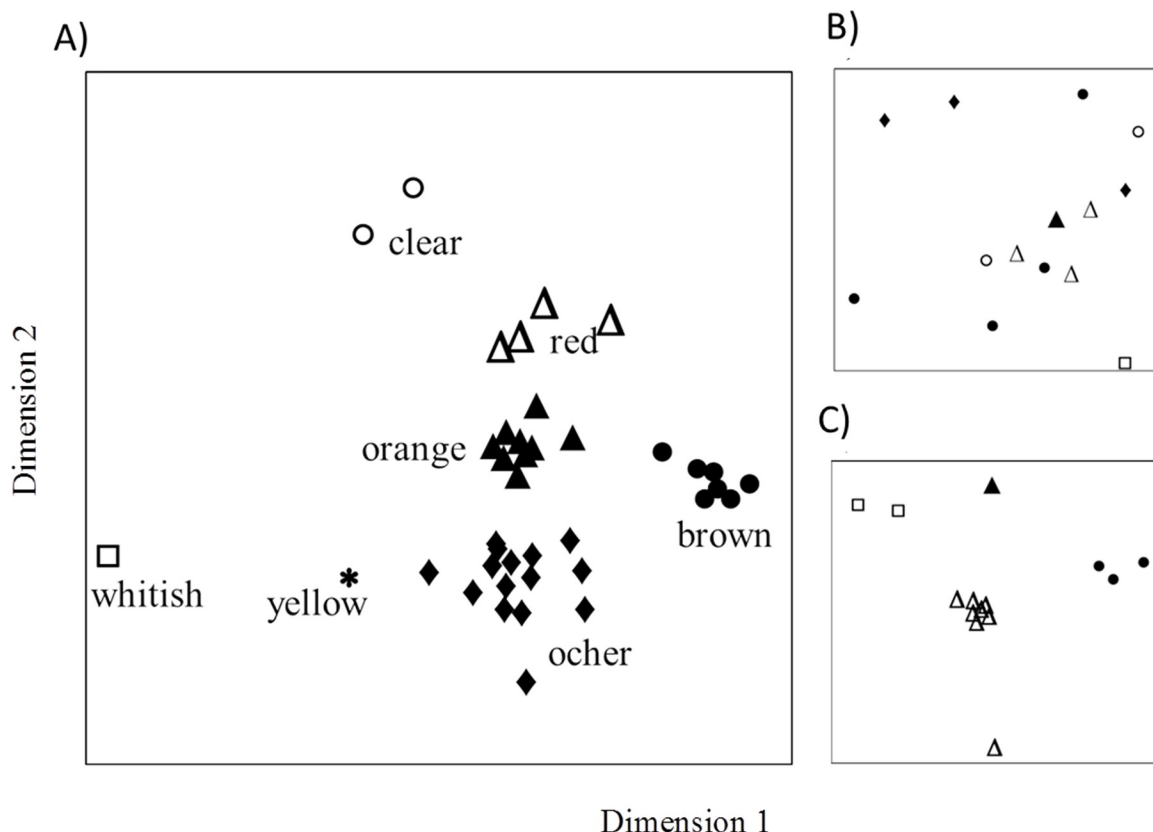 A)
B)
clear
red
orange
brown
whitish
yellow
ocher
C)
Dimension 2
Dimension 1